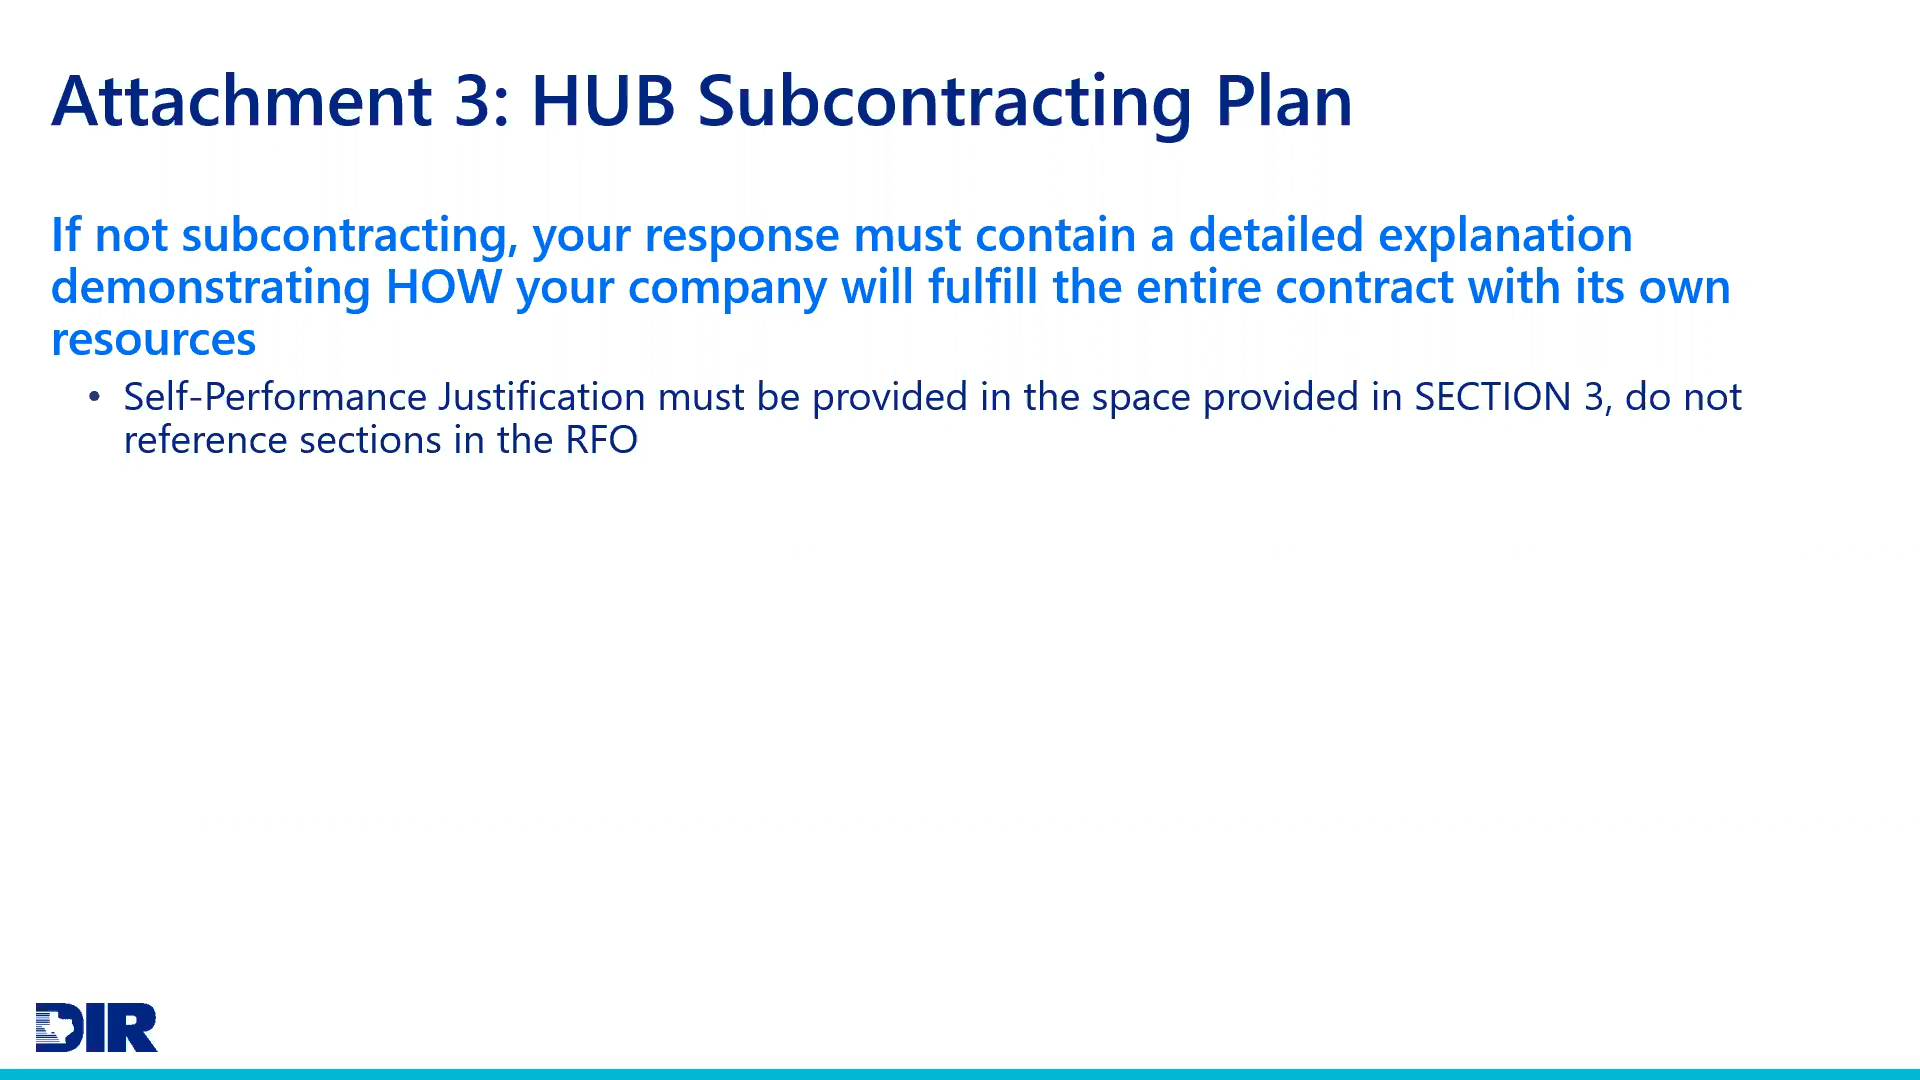 Attachment 3: HUB Subcontracting Plan
If not subcontracting, your response must contain a detailed explanation
demonstrating HOW your company will fulfill the entire contract with its own
resources
• Self-Performance Justification must be provided in the space provided in SECTION 3, do not
reference sections in the RFO
DIR